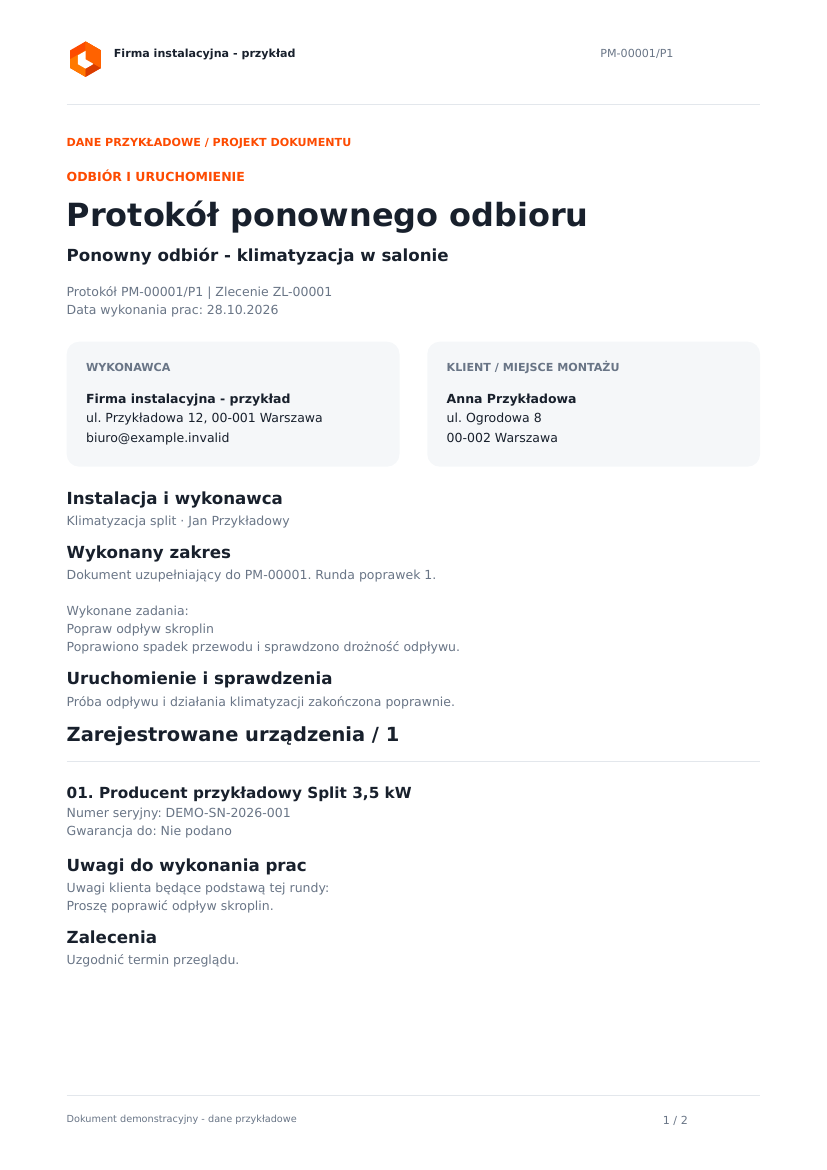 Firma instalacyjna - przykład
PM-00001/P1
DANE PRZYKŁADOWE / PROJEKT DOKUMENTU
ODBIÓR I URUCHOMIENIE
Protokół ponownego odbioru
Ponowny odbiór - klimatyzacja w salonie
Protokół PM-00001/P1 | Zlecenie ZL-00001
Data wykonania prac: 28.10.2026
WYKONAWCA
Firma instalacyjna - przykład
ul. Przykładowa 12, 00-001 Warszawa
biuro@example.invalid
KLIENT / MIEJSCE MONTAŻU
Anna Przykładowa
ul. Ogrodowa 8
00-002 Warszawa
Instalacja i wykonawca
Klimatyzacja split · Jan Przykładowy
Wykonany zakres
Dokument uzupełniający do PM-00001. Runda poprawek 1.
Wykonane zadania:
Popraw odpływ skroplin
Poprawiono spadek przewodu i sprawdzono drożność odpływu.
Uruchomienie i sprawdzenia
Próba odpływu i działania klimatyzacji zakończona poprawnie.
Zarejestrowane urządzenia / 1
01. Producent przykładowy Split 3,5 kW
Numer seryjny: DEMO-SN-2026-001
Gwarancja do: Nie podano
Uwagi do wykonania prac
Uwagi klienta będące podstawą tej rundy:
Proszę poprawić odpływ skroplin.
Zalecenia
Uzgodnić termin przeglądu.
Dokument demonstracyjny - dane przykładowe
1 / 2